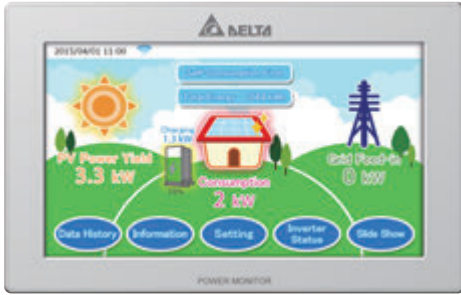 DELTA
2015/04/01 11:00
Charging
1.3 kW
PV Power Yield
3.3 kW
Grid Feed-in
0 kW
Consumption
2 kW
Data History
Information
Setting
Inverter
Status
Slide Show
POWER MONITOR